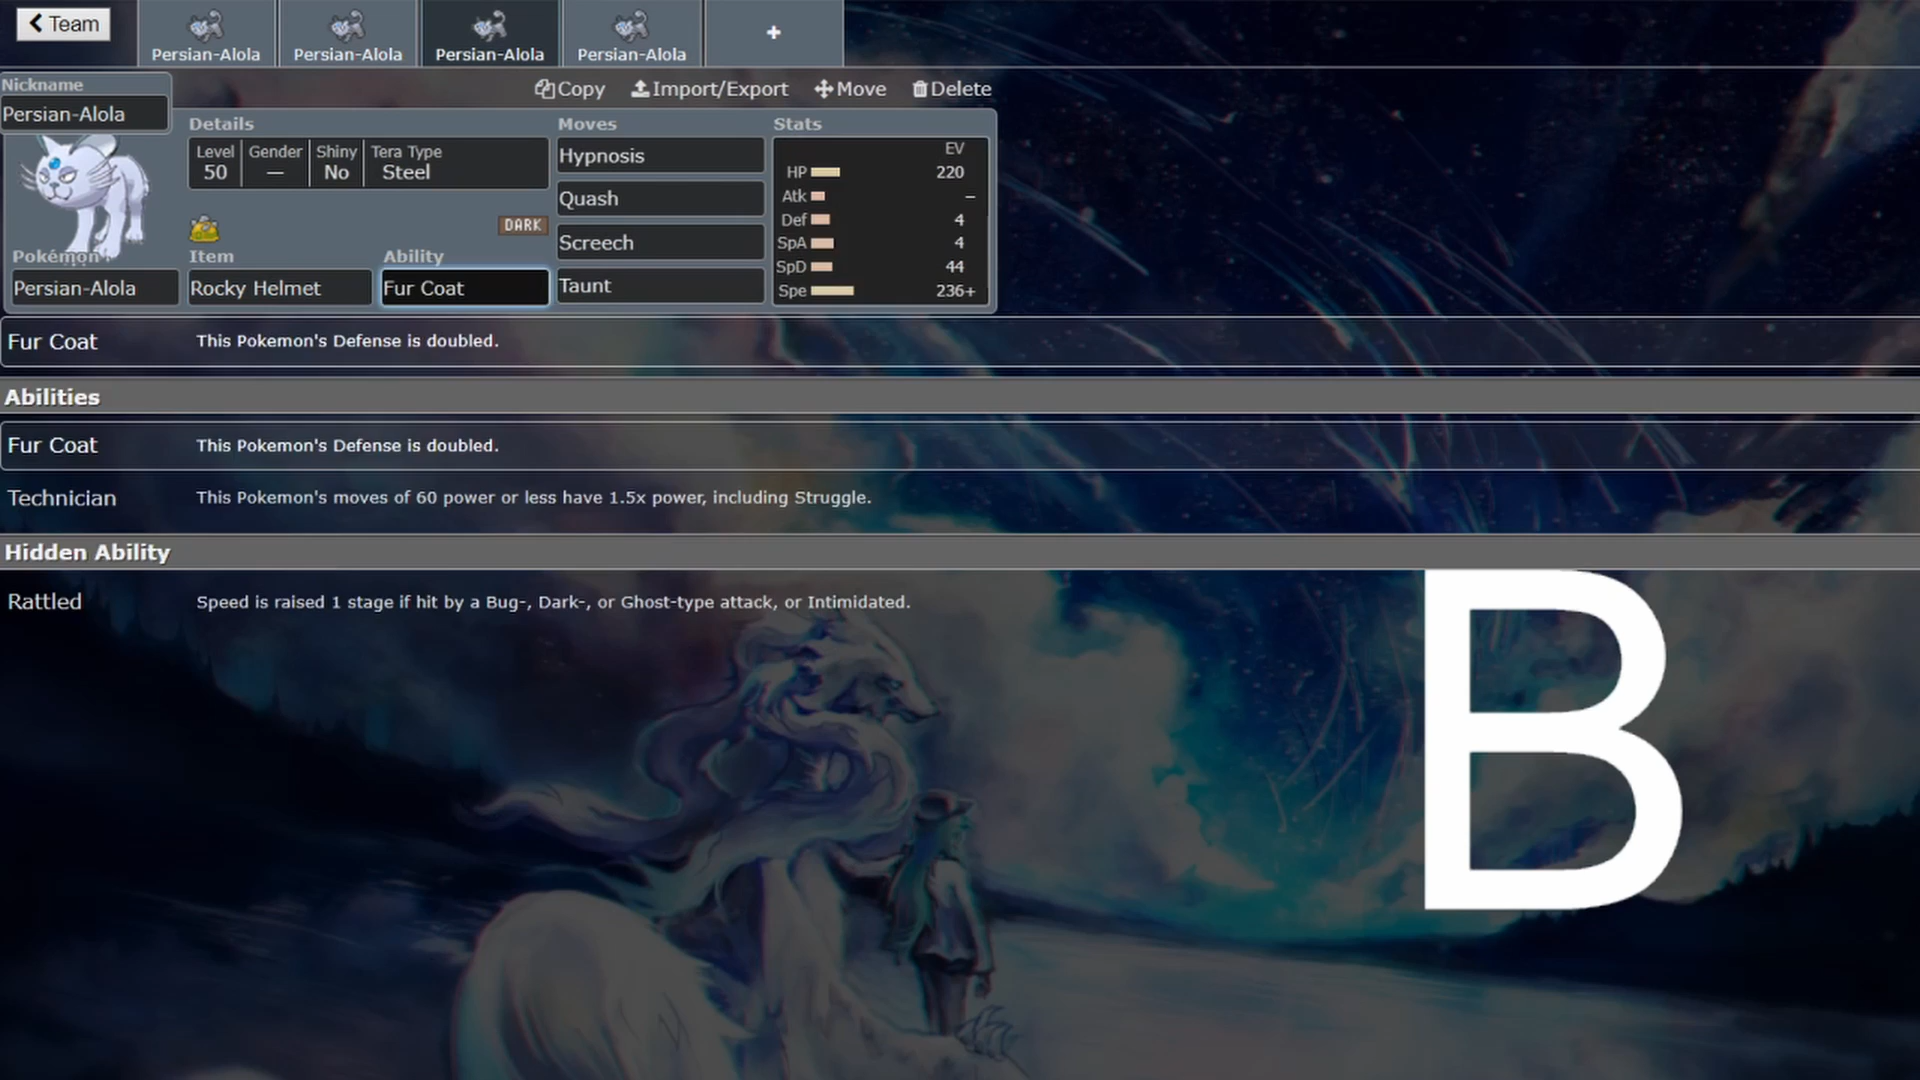 Team
Persian-Alola
Persian-Alola
Persian-Alola
Persian-Alola
+
Nickname
Persian-Alola
Copy
Import/Export
Move
Delete
Details
Level
50
Gender
—
Shiny
No
Tera Type
Steel
DARK
Pokémon
Persian-Alola
Item
Rocky Helmet
Ability
Fur Coat
Moves
Hypnosis
Quash
Screech
Taunt
Stats
EV
HP 220
Atk –
Def 4
SpA 4
SpD 44
Spe 236+
Fur Coat This Pokemon's Defense is doubled.
Abilities
Fur Coat This Pokemon's Defense is doubled.
Technician This Pokemon's moves of 60 power or less have 1.5x power, including Struggle.
Hidden Ability
Rattled Speed is raised 1 stage if hit by a Bug-, Dark-, or Ghost-type attack, or Intimidated.
B